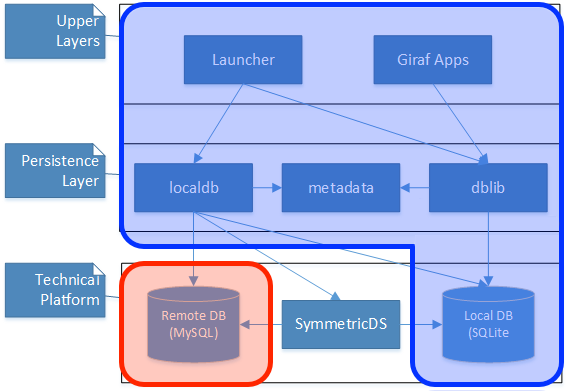 Upper
Layers
Launcher
Giraf Apps
Persistence
Layer
localdb
metadata
dblib
Technical
Platform
Remote DB
(MySQL)
SymmetricDS
Local DB
(SQLite